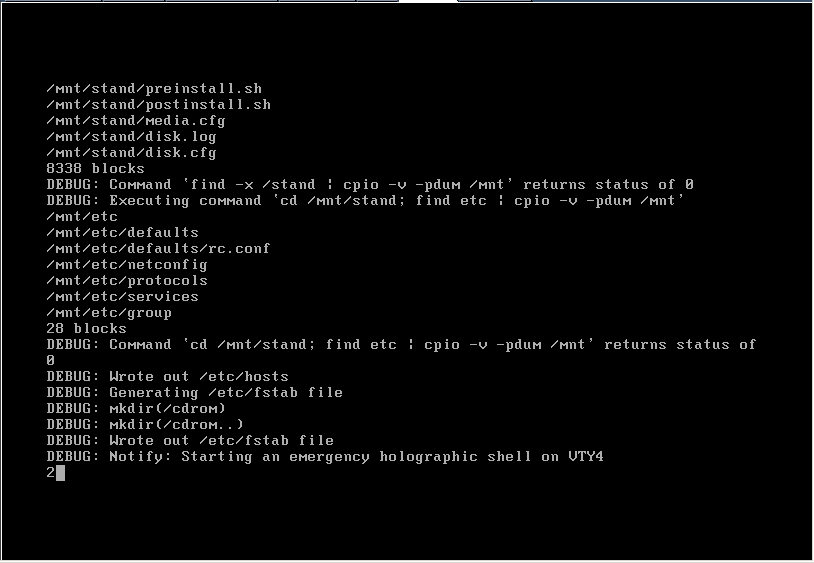 /mnt/stand/preinstall.sh
/mnt/stand/postinstall.sh
/mnt/stand/media.cfg
/mnt/stand/disk.log
/mnt/stand/disk.cfg
8338 blocks
DEBUG: Command `find -x /stand | cpio -v -pdum /mnt' returns status of 0
DEBUG: Executing command `cd /mnt/stand; find etc | cpio -v -pdum /mnt'
/mnt/etc
/mnt/etc/defaults
/mnt/etc/defaults/rc.conf
/mnt/etc/netconfig
/mnt/etc/protocols
/mnt/etc/services
/mnt/etc/group
28 blocks
DEBUG: Command `cd /mnt/stand; find etc | cpio -v -pdum /mnt' returns status of
0
DEBUG: Wrote out /etc/hosts
DEBUG: Generating /etc/fstab file
DEBUG: mkdir(/cdrom)
DEBUG: mkdir(/cdrom..)
DEBUG: Wrote out /etc/fstab file
DEBUG: Notify: Starting an emergency holographic shell on VTY4
2